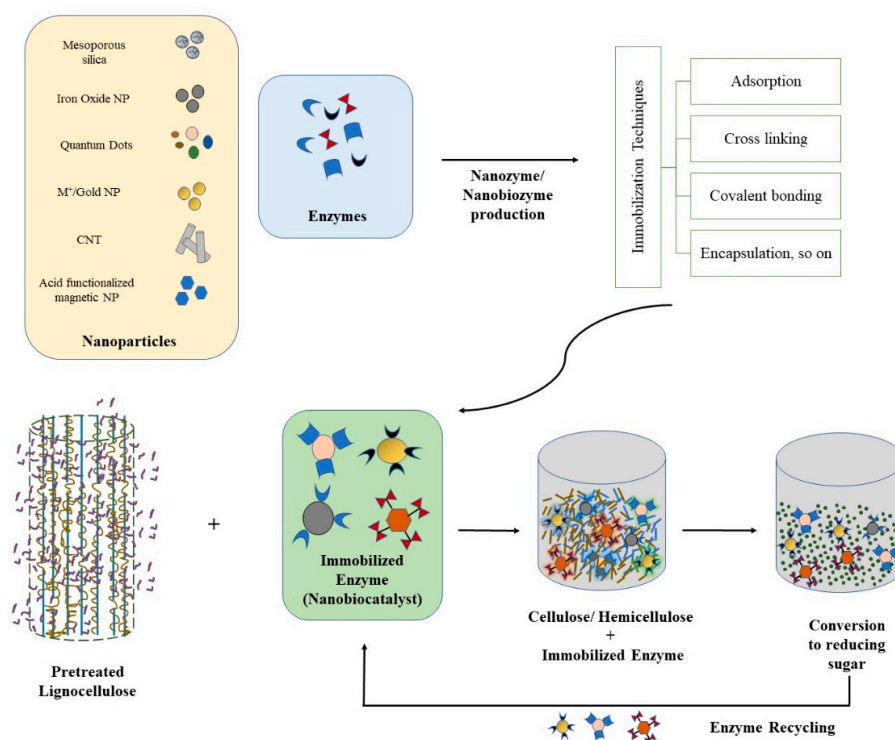 Mesoporous
silica
Iron Oxide NP
Quantum Dots
M⁺/Gold NP
CNT
Acid functionalized
magnetic NP
Nanoparticles
Enzymes
Nanozyme/
Nanobiozyme
production
Immobilization Techniques
Adsorption
Cross linking
Covalent bonding
Encapsulation, so on
Pretreated
Lignocellulose
+
Immobilized
Enzyme
(Nanobiocatalyst)
Cellulose/ Hemicellulose
+
Immobilized Enzyme
Conversion
to reducing
sugar
Enzyme Recycling